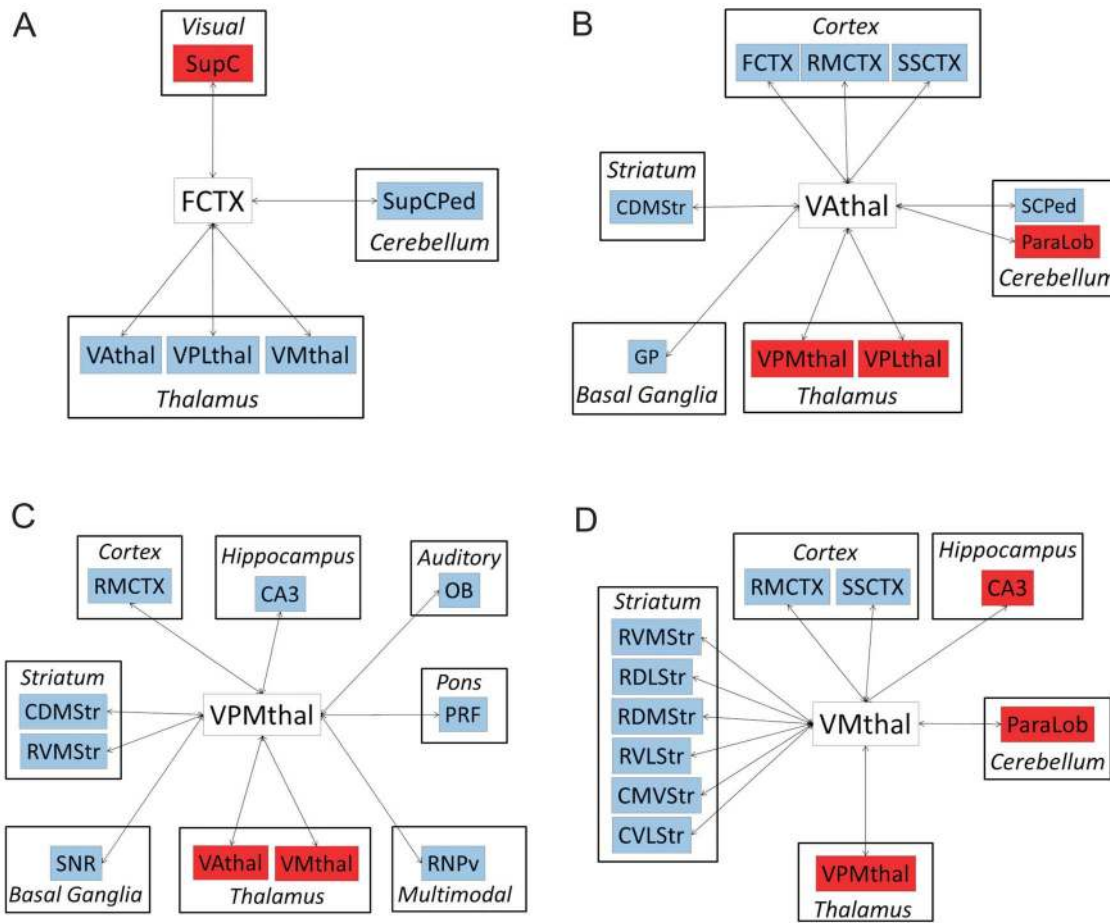 A
Visual
SupC
FCTX
SupCPed
Cerebellum
VAthal VPLthal VMthal
Thalamus
B
Cortex
FCTX RMCTX SSCTX
Striatum
CDMStr
VAthal
SCPed
ParaLob
Cerebellum
GP
Basal Ganglia
VPMthal VPLthal
Thalamus
C
Cortex
RMCTX
Hippocampus
CA3
Auditory
OB
Striatum
CDMStr
RVMStr
VPMthal
Pons
PRF
SNR
Basal Ganglia
VAthal VMthal
Thalamus
RNPv
Multimodal
D
Cortex
RMCTX SSCTX
Hippocampus
CA3
Striatum
RVMStr
RDLStr
RDMStr
RVLStr
CMVStr
CVLStr
VMthal
ParaLob
Cerebellum
VPMthal
Thalamus